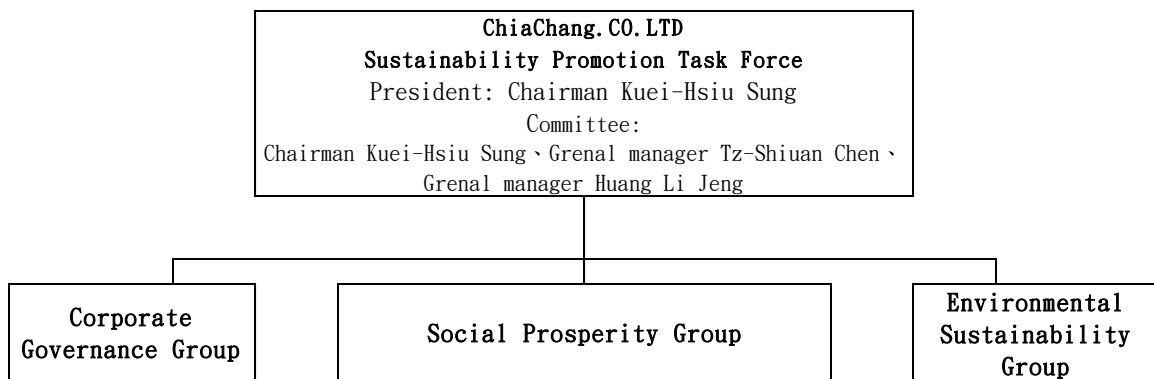 ChiaChang.CO.LTD
Sustainability Promotion Task Force
President: Chairman Kuei-Hsiu Sung
Committee:
Chairman Kuei-Hsiu Sung、Grenal manager Tz-Shiuan Chen、
Grenal manager Huang Li Jeng
Corporate
Governance Group
Social Prosperity Group
Environmental
Sustainability
Group